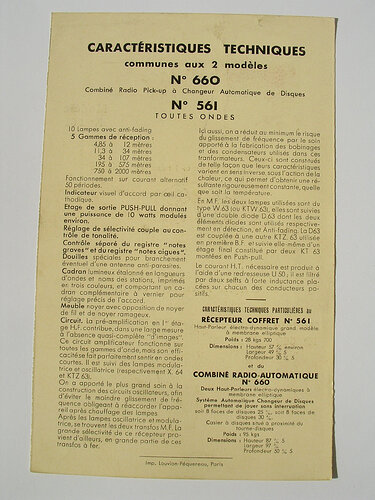 CARACTÉRISTIQUES TECHNIQUES
communes aux 2 modèles
N° 660
Combiné Radio Pick-up à Changeur Automatique de Disques
N° 561
TOUTES ONDES
10 Lampes avec anti-fading
5 Gammes de réception :
4,85 à 12 mètres
11,3 à 34 mètres
34 à 107 mètres
195 à 575 mètres
750 à 2000 mètres
Fonctionnement sur courant alternatif
50 périodes.
Indicateur visuel d'accord par œil ca-
thodique.
Etage de sortie PUSH-PULL donnant
une puissance de 10 watts modulés
environ.
Réglage de sélectivité couplé au con-
trôle de tonalité.
Contrôle séparé du registre "notes
graves" et du registre "notes aigues".
Douilles spéciales pour branchement
éventuel d'une antenne anti-parasites.
Cadran lumineux étalonné en longueurs
d'ondes et noms des stations, imprimés
en trois couleurs, et comportant un ca-
dran complémentaire à vernier pour
réglage précis de l'accord.
Meuble noyer avec opposition de noyer
de fil et de noyer ronceux.
Circuit. La pré-amplification en 1er éta-
ge H.F. contribue, dans une large mesure
à l'absence quasi complète "d'images".
Ce circuit amplificateur fonctionne sur
toutes les gammes d'onde, mais son effi-
cacité se fait parfaitement sentir en ondes
courtes. Il est suivi des lampes modula-
trice et oscillatrice (respectivement X. 64
et KTZ 63).
On a apporté le plus grand soin à la
construction des circuits oscillateurs, afin
d'éviter le moindre glissement de fré-
quence obligeant à réaccorder l'appa-
reil après chauffage des lampes.
Après les lampes oscillatrice et modula-
trice, se trouvent les deux transfos M.F. La
grande sélectivité de ce récepteur pro-
vient d'ailleurs, en grande partie de ces
transfos à fer.
Ici aussi, on a réduit au minimum le risque
du glissement de fréquence par le soin
apporté à la fabrication des bobinages
et des condensateurs utilisés dans ces
tranformateurs. Ceux-ci sont constitués
de telle façon que leurs caractéristiques
varient en sens inverse sous l'action de la
chaleur, ce qui permet d'obtenir une ré-
sultante rigoureusement constante, quelle
que soit la température.
En M.F. les deux lampes utilisées sont du
type W 63 (ou KTW 63), elles sont suivies
d'une double diode D.63 dont les deux
éléments diodes sont utilisés respective-
ment en détection, et Anti-fading. La D63
est couplée à une autre KTZ. 63 utilisée
en première B.F. et suivie elle-même d'un
étage final constitué par deux KT 63
montées en Push-pull.
Le courant H.T. nécessaire est produit à
l'aide d'une redresseuse U 50 ; il est filtré
par deux selfs à forte inductance pla-
cées sur chacun des conducteurs po-
sitifs.
CARACTÉRISTIQUES TECHNIQUES PARTICULIÈRES au
RÉCEPTEUR COFFRET N° 561
Haut-Parleur électro-dynamique grand modèle
à membrane elliptique
Poids : 28 kgs 700
Dimensions : Hauteur 57 c/m environ
Largeur 49 c/m 5
Profondeur 30 c/m 5
et du
COMBINÉ RADIO-AUTOMATIQUE
N° 660
Deux Haut-Parleurs électro-dynamiques à
membrane elliptique
Système Automatique Changeur de Disques
permettant de jouer sans interruption
soit 8 faces de disques 25 c/m, soit 8 faces de
disques 30 c/m.
Casier à disques situé à proximité du
tourne-disques
Poids : 95 kgs.
Dimensions : Hauteur 87 c/m 5
Largeur 97 c/m
Profondeur 50 c/m 5
Imp. Louvion-Péqueneau, Paris